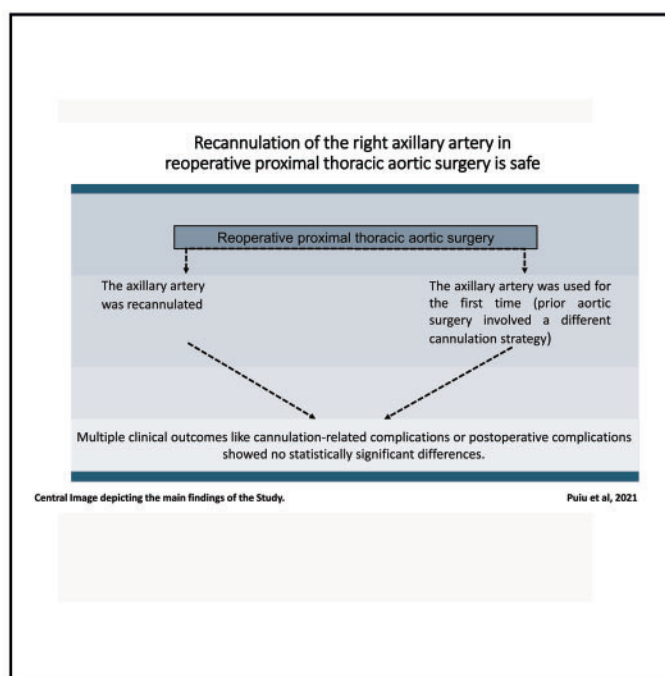 Recannulation of the right axillary artery in
reoperative proximal thoracic aortic surgery is safe
Reoperative proximal thoracic aortic surgery
The axillary artery
was recannulated
The axillary artery was used for
the first time (prior aortic
surgery involved a different
cannulation strategy)
Multiple clinical outcomes like cannulation-related complications or postoperative complications
showed no statistically significant differences.
Central Image depicting the main findings of the Study.
Puiu et al, 2021